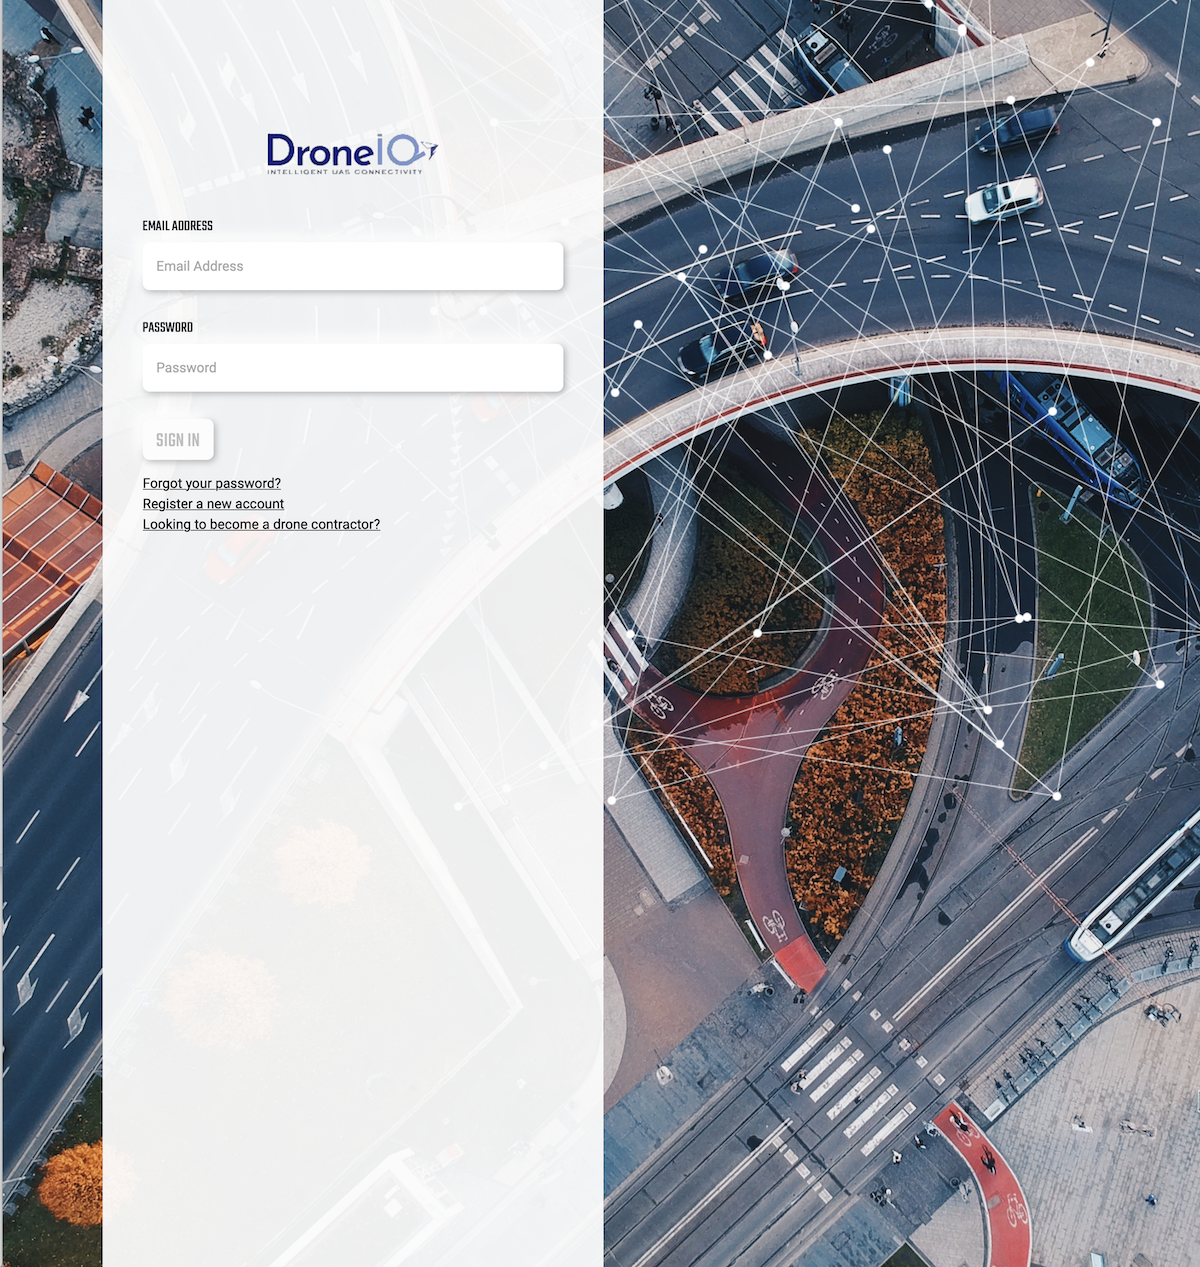 DroneIQ
INTELLIGENT UAS CONNECTIVITY
EMAIL ADDRESS
Email Address
PASSWORD
Password
SIGN IN
Forgot your password?
Register a new account
Looking to become a drone contractor?